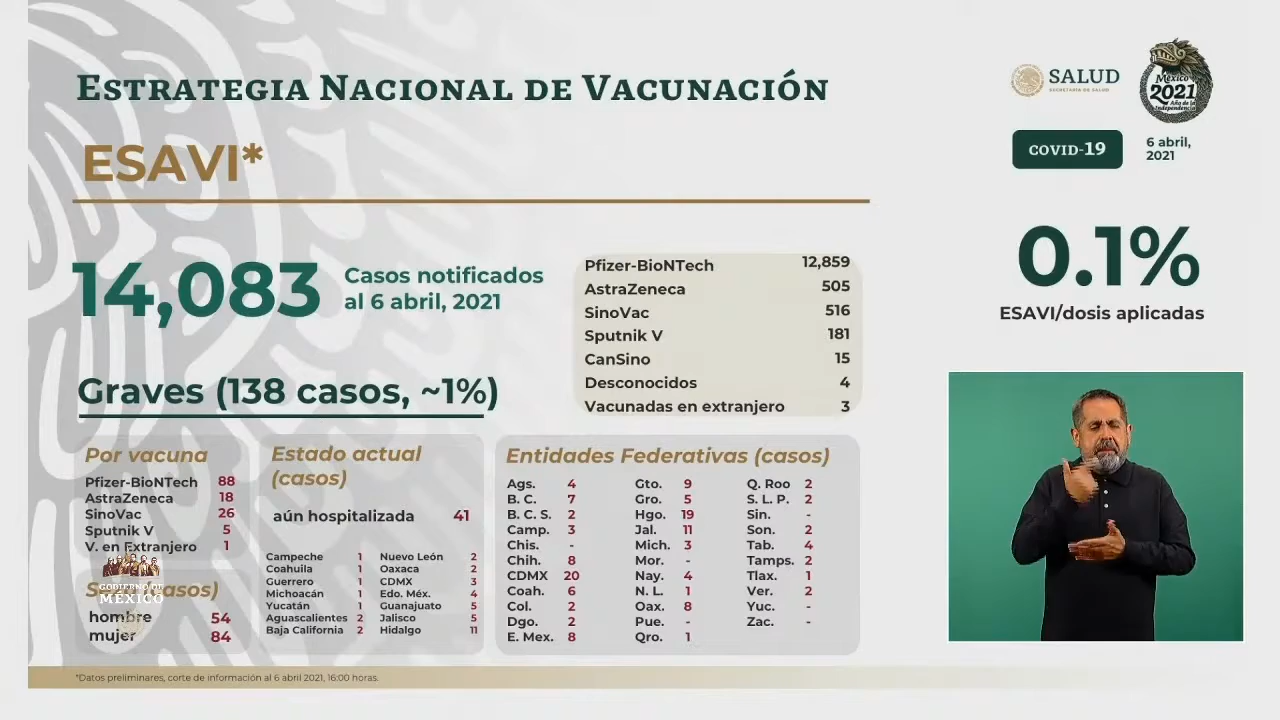 Estrategia Nacional de Vacunación
ESAVI*
SALUD
SECRETARÍA DE SALUD
México
2021
Año de la
Independencia
COVID-19
6 abril,
2021
14,083
Casos notificados
al 6 abril, 2021
Pfizer-BioNTech 12,859
AstraZeneca 505
SinoVac 516
Sputnik V 181
CanSino 15
Desconocidos 4
Vacunadas en extranjero 3
0.1%
ESAVI/dosis aplicadas
Graves (138 casos, ~1%)
Por vacuna
Pfizer-BioNTech 88
AstraZeneca 18
SinoVac 26
Sputnik V 5
V. en Extranjero 1
GOBIERNO DE
MÉXICO
hombre 54
mujer 84
Estado actual
(casos)
aún hospitalizada 41
Campeche 1 Nuevo León 2
Coahuila 1 Oaxaca 2
Guerrero 1 CDMX 3
Michoacán 1 Edo. Méx. 4
Yucatán 1 Guanajuato 5
Aguascalientes 2 Jalisco 5
Baja California 2 Hidalgo 11
Entidades Federativas (casos)
Ags. 4 Gto. 9 Q. Roo 2
B. C. 7 Gro. 5 S. L. P. 2
B. C. S. 2 Hgo. 19 Sin. -
Camp. 3 Jal. 11 Son. 2
Chis. - Mich. 3 Tab. 4
Chih. 8 Mor. - Tamps. 2
CDMX 20 Nay. 4 Tlax. 1
Coah. 6 N. L. 1 Ver. 2
Col. 2 Oax. 8 Yuc. -
Dgo. 2 Pue. - Zac. -
E. Mex. 8 Qro. 1
*Datos preliminares, corte de información al 6 abril 2021, 16:00 horas.